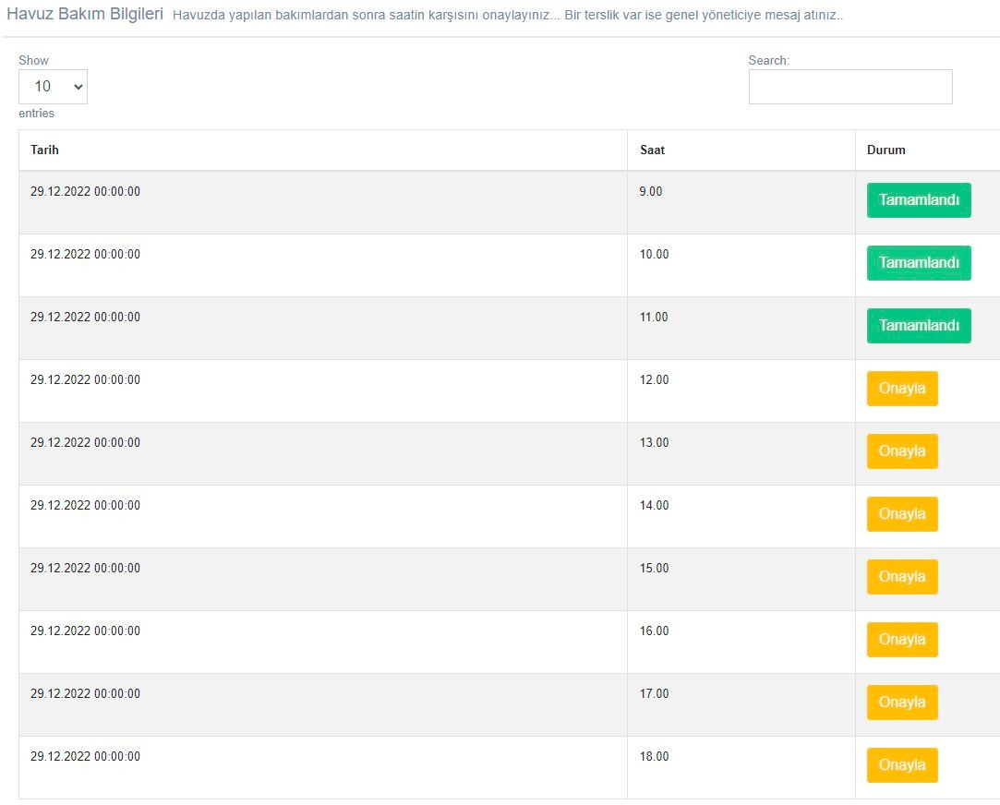 Havuz Bakım Bilgileri Havuzda yapılan bakımlardan sonra saatin karşısını onaylayınız... Bir terslik var ise genel yöneticiye mesaj atınız..
Show
Search:
10
entries
Tarih Saat Durum
29.12.2022 00:00:00 9.00 Tamamlandı
29.12.2022 00:00:00 10.00 Tamamlandı
29.12.2022 00:00:00 11.00 Tamamlandı
29.12.2022 00:00:00 12.00 Onayla
29.12.2022 00:00:00 13.00 Onayla
29.12.2022 00:00:00 14.00 Onayla
29.12.2022 00:00:00 15.00 Onayla
29.12.2022 00:00:00 16.00 Onayla
29.12.2022 00:00:00 17.00 Onayla
29.12.2022 00:00:00 18.00 Onayla